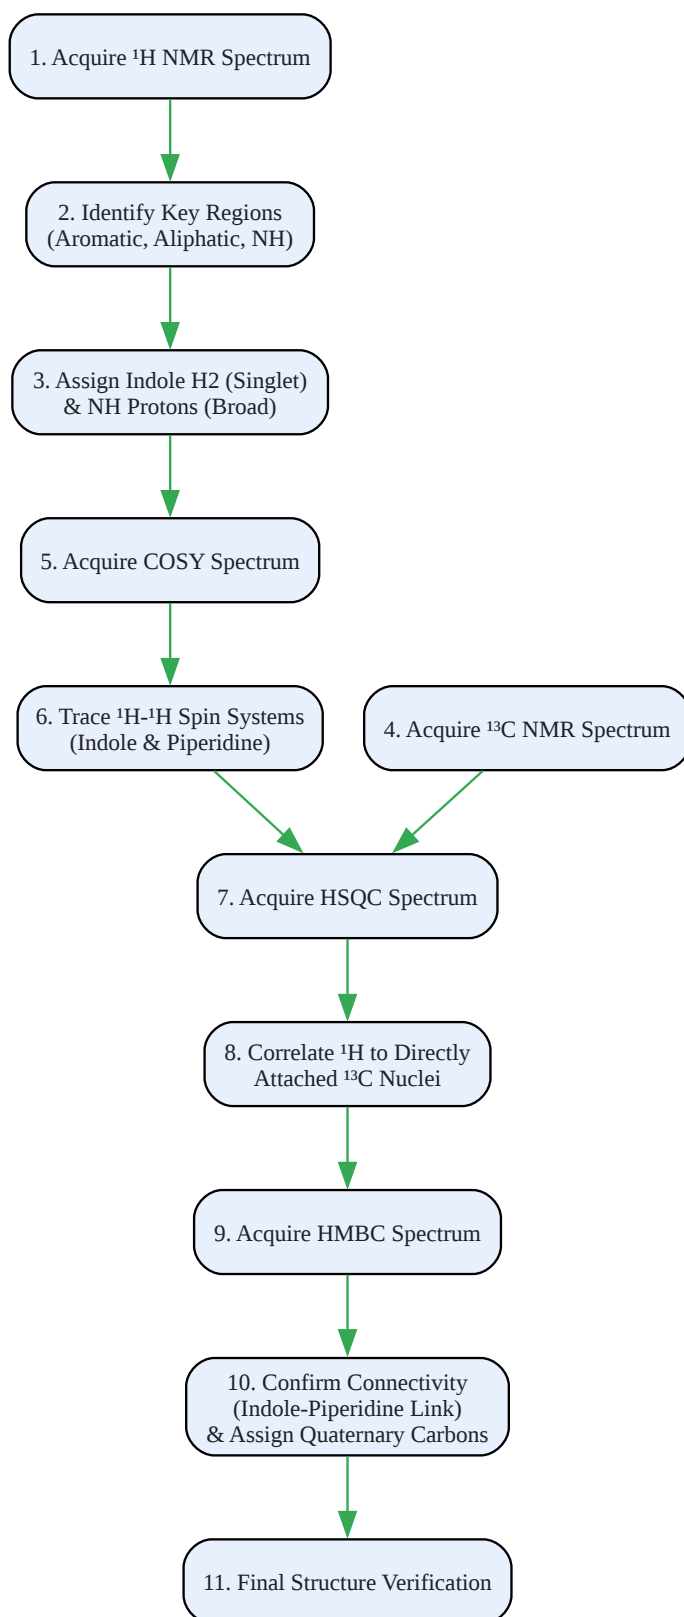 1. Acquire ¹H NMR Spectrum
2. Identify Key Regions
(Aromatic, Aliphatic, NH)
3. Assign Indole H2 (Singlet)
& NH Protons (Broad)
5. Acquire COSY Spectrum
6. Trace ¹H-¹H Spin Systems
(Indole & Piperidine)
4. Acquire ¹³C NMR Spectrum
7. Acquire HSQC Spectrum
8. Correlate ¹H to Directly
Attached ¹³C Nuclei
9. Acquire HMBC Spectrum
10. Confirm Connectivity
(Indole-Piperidine Link)
& Assign Quaternary Carbons
11. Final Structure Verification